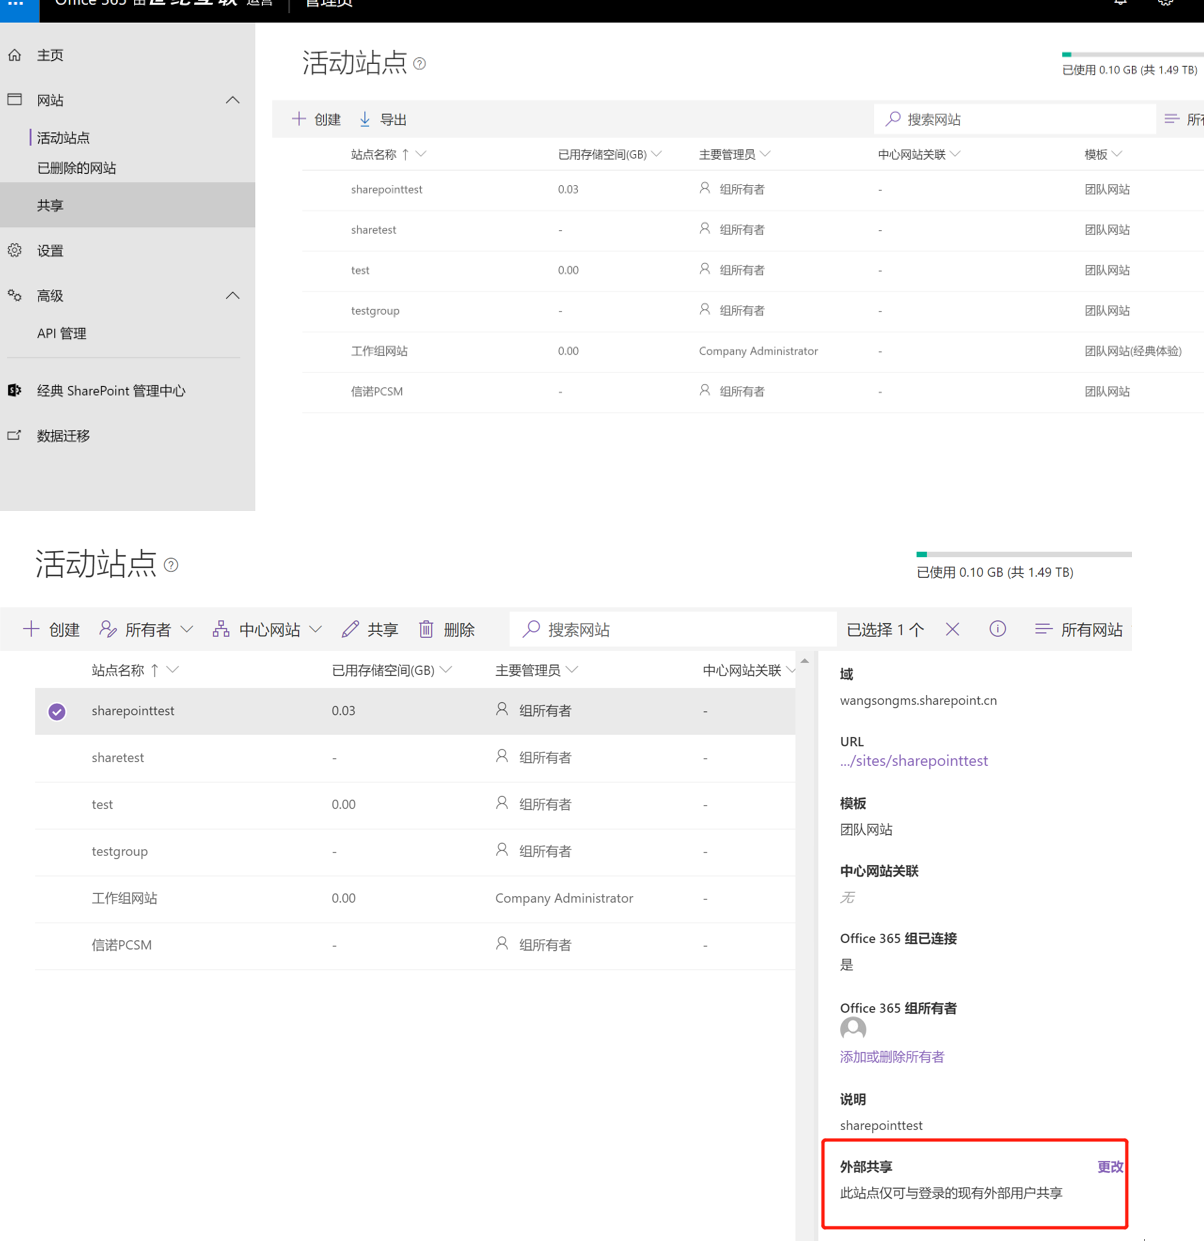 Office 365 由世纪互联运营 管理员
主页
网站
活动站点
已删除的网站
共享
设置
高级
API 管理
经典 SharePoint 管理中心
数据迁移
活动站点
已使用 0.10 GB (共 1.49 TB)
创建 导出 搜索网站
站点名称 ↑ 已用存储空间(GB) 主要管理员 中心网站关联 模板
sharepointtest 0.03 组所有者 - 团队网站
sharetest - 组所有者 - 团队网站
test 0.00 组所有者 - 团队网站
testgroup - 组所有者 - 团队网站
工作组网站 0.00 Company Administrator - 团队网站(经典体验)
信诺PCSM - 组所有者 - 团队网站
活动站点
已使用 0.10 GB (共 1.49 TB)
创建 所有者 中心网站 共享 删除 搜索网站 已选择 1 个 所有网站
站点名称 ↑ 已用存储空间(GB) 主要管理员 中心网站关联
sharepointtest 0.03 组所有者 -
sharetest - 组所有者 -
test 0.00 组所有者 -
testgroup - 组所有者 -
工作组网站 0.00 Company Administrator -
信诺PCSM - 组所有者 -
域
wangsongms.sharepoint.cn
URL
.../sites/sharepointtest
模板
团队网站
中心网站关联
无
Office 365 组已连接
是
Office 365 组所有者
添加或删除所有者
说明
sharepointtest
外部共享 更改
此站点仅可与登录的现有外部用户共享